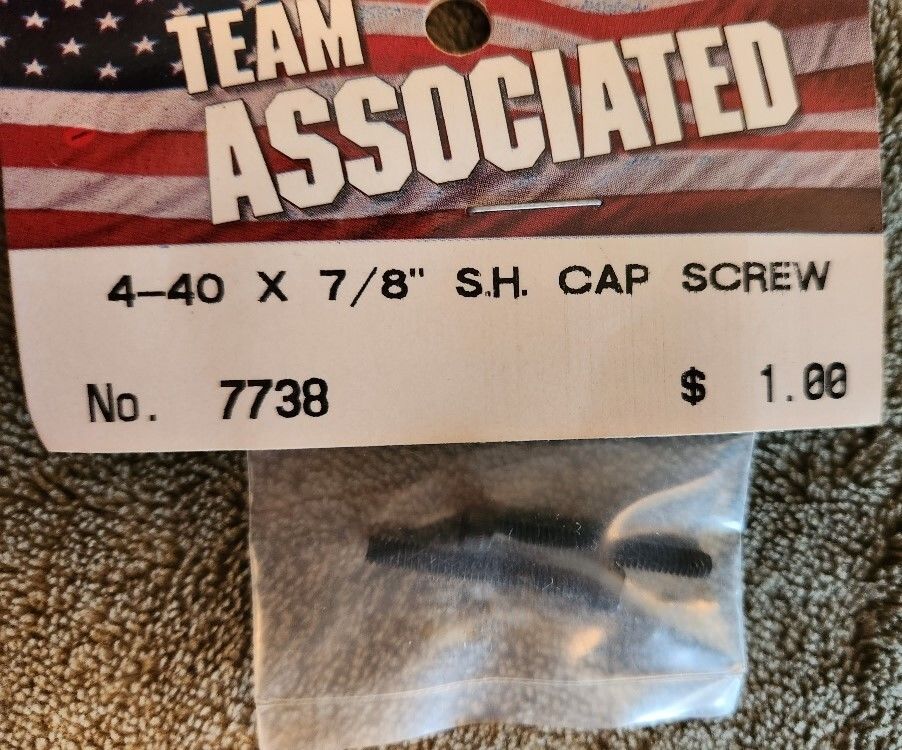 TEAM
ASSOCIATED
4-40 X 7/8" S.H. CAP SCREW
No. 7738 $ 1.00